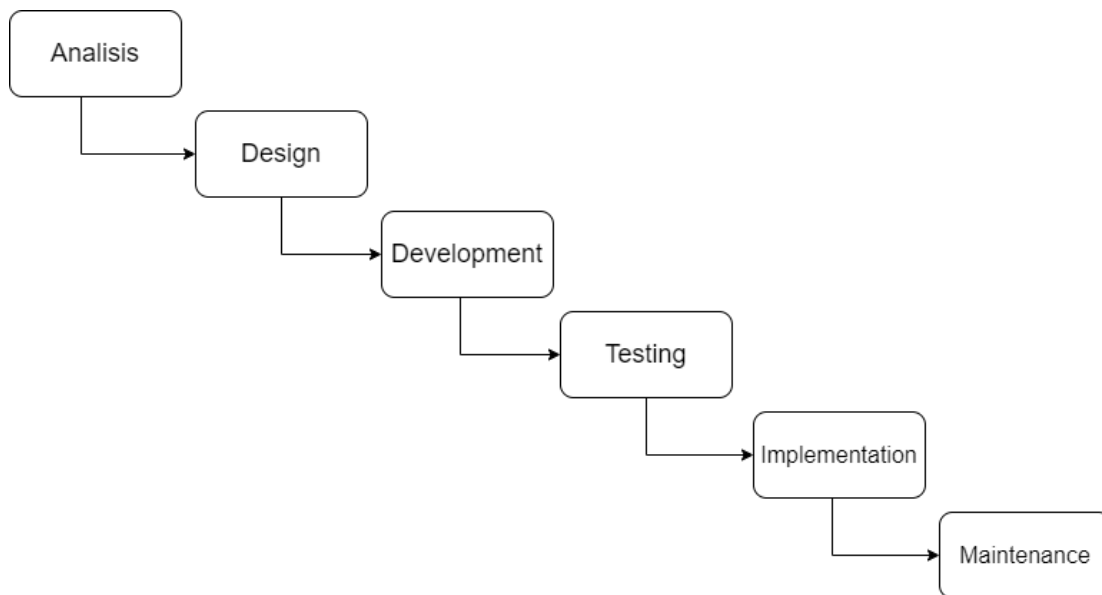 Analisis
Design
Development
Testing
Implementation
Maintenance